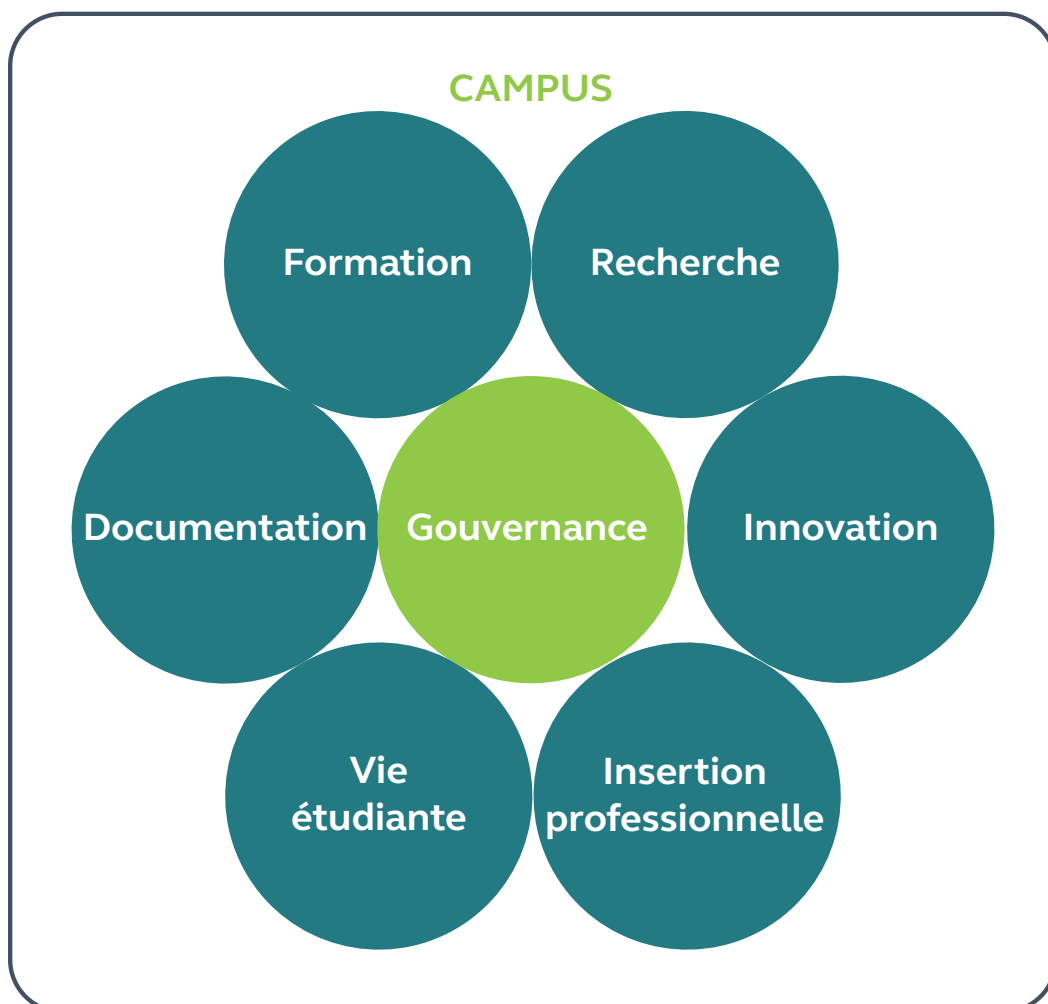 CAMPUS
Formation
Recherche
Documentation
Gouvernance
Innovation
Vie
étudiante
Insertion
professionnelle